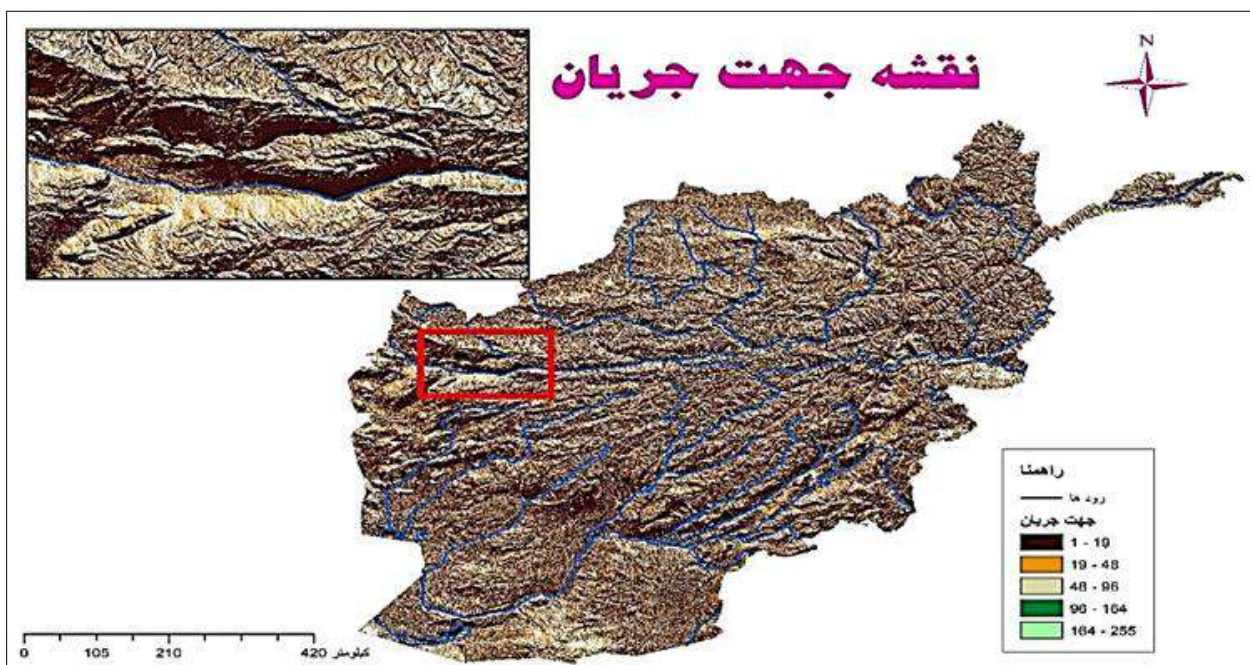 نقشه جهت جریان
N
راهمنا
رود ها
جهت جریان
1 - 19
19 - 48
48 - 96
96 - 164
164 - 255
0 105 210 420 کیلومتر